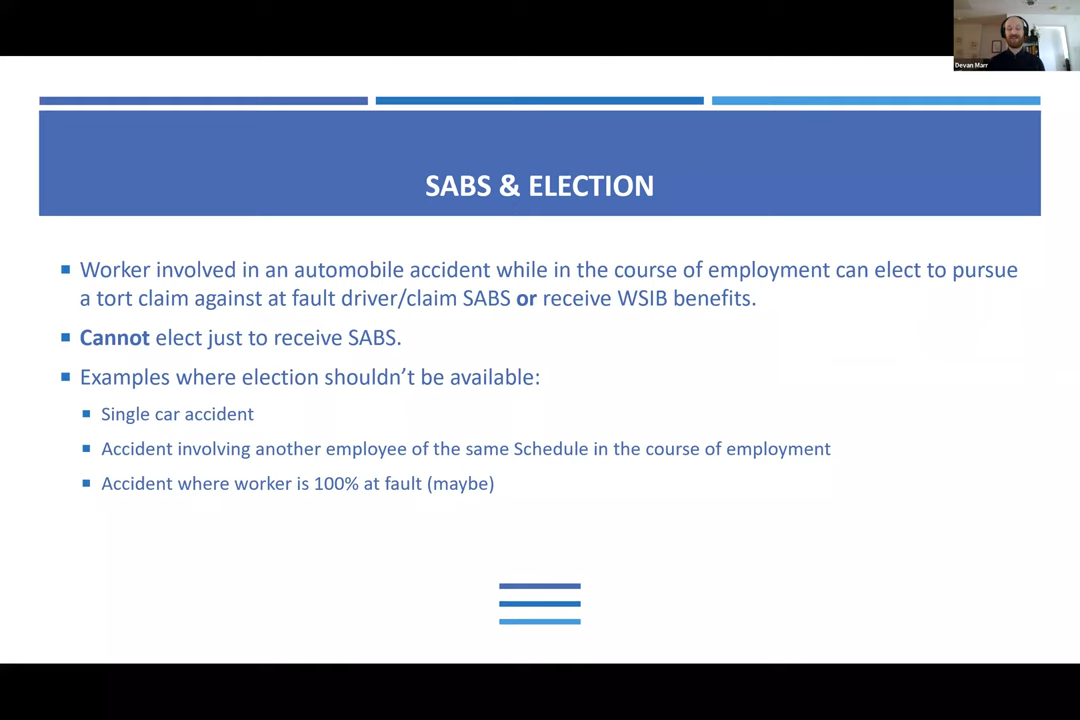 Devan Marr
SABS & ELECTION
Worker involved in an automobile accident while in the course of employment can elect to pursue
a tort claim against at fault driver/claim SABS or receive WSIB benefits.
Cannot elect just to receive SABS.
Examples where election shouldn't be available:
Single car accident
Accident involving another employee of the same Schedule in the course of employment
Accident where worker is 100% at fault (maybe)